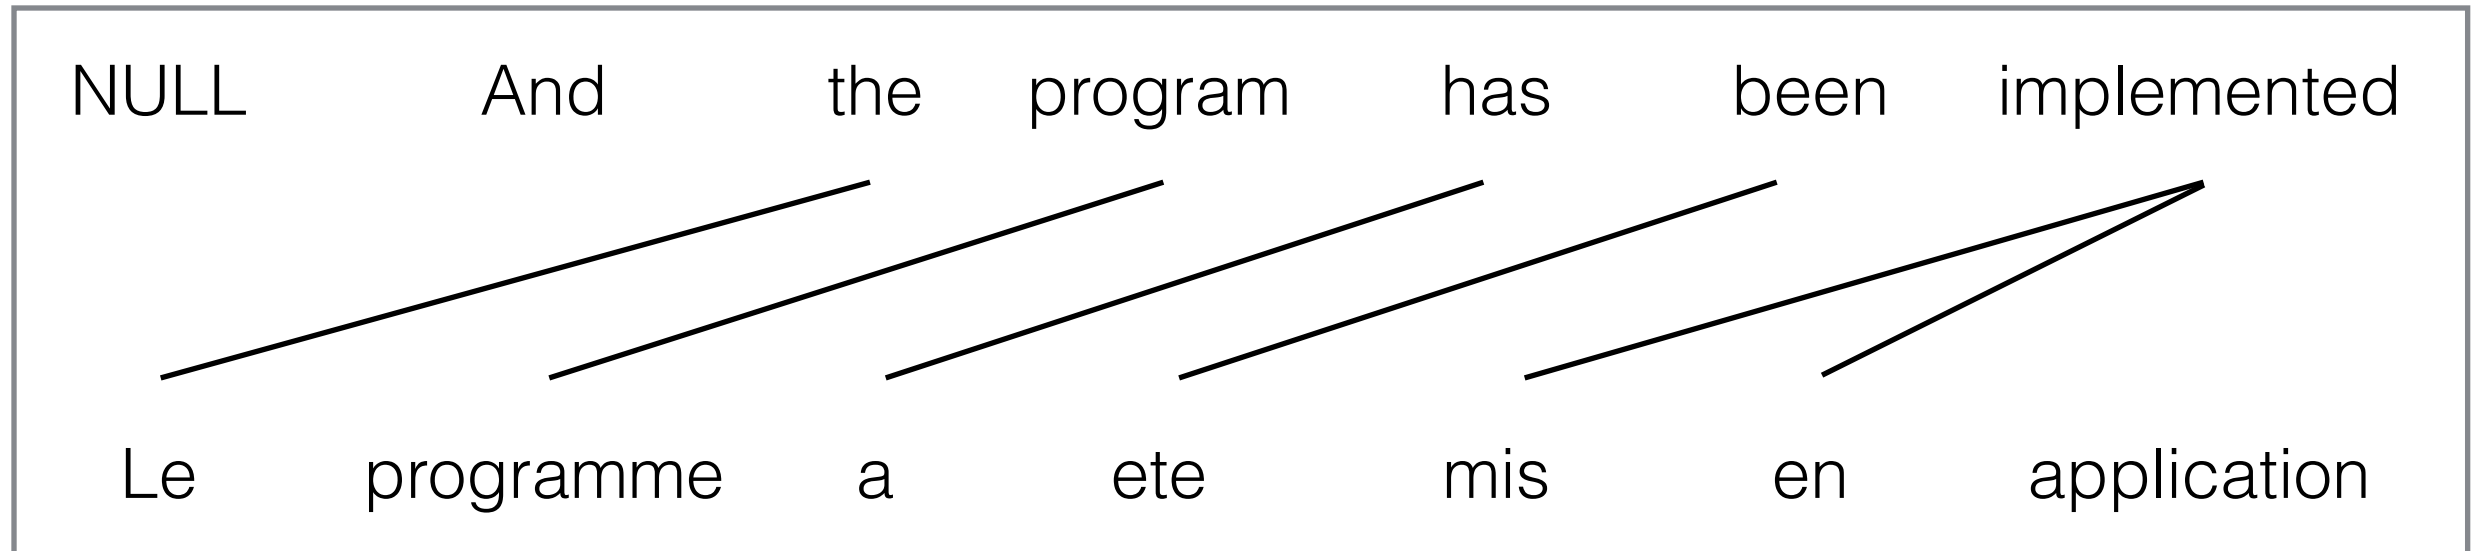 NULL And the program has been implemented
Le programme a ete mis en application